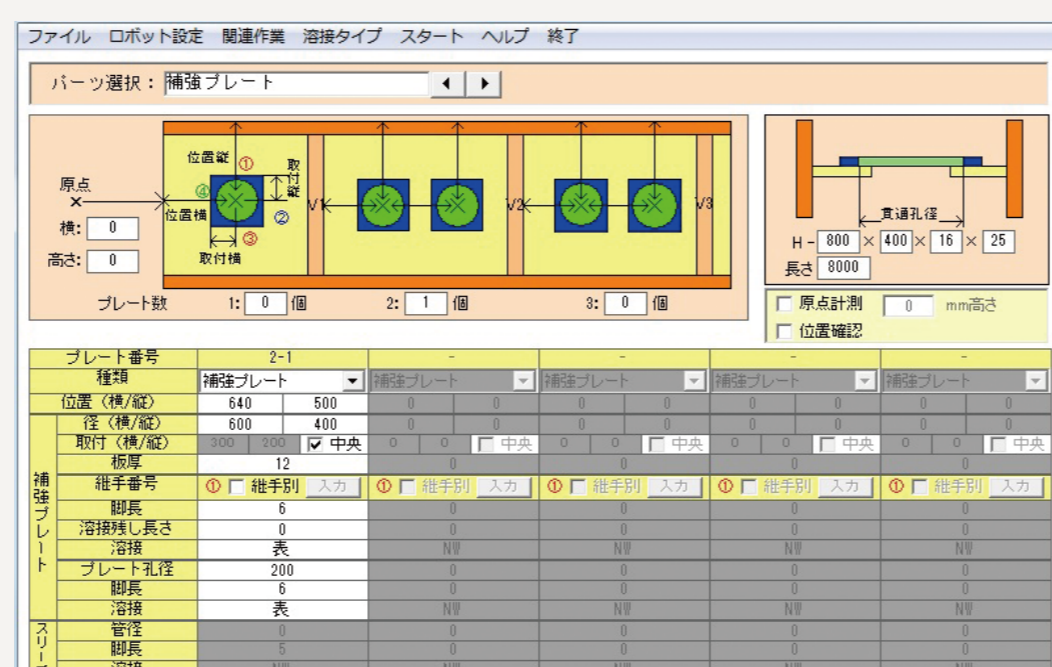 ファイル ロボット設定 関連作業 溶接タイプ スタート ヘルプ 終了
パーツ選択： 補強プレート
原点
横： 0
高さ： 0
位置縦 ① 取付縦
④ ②
位置横
③
取付横
V1 V2 V3
プレート数 1: 0 個 2: 1 個 3: 0 個
貫通孔径
H - 800 × 400 × 16 × 25
長さ 8000
原点計測 0 mm高さ
位置確認
プレート番号 2-1 - - - -
種類 補強プレート 補強プレート 補強プレート 補強プレート 補強プレート
位置（横/縦） 640 500 0 0 0 0 0 0 0 0
補強プレート
径（横/縦） 600 400 0 0 0 0 0 0 0 0
取付（横/縦） 300 200 中央 0 0 中央 0 0 中央 0 0 中央 0 0 中央
板厚 12 0 0 0 0
継手番号 ① 継手別 入力 ① 継手別 入力 ① 継手別 入力 ① 継手別 入力 ① 継手別 入力
脚長 6 0 0 0 0
溶接残し長さ 0 0 0 0 0
溶接 表 NW NW NW NW
プレート孔径 200 0 0 0 0
脚長 6 0 0 0 0
溶接 表 NW NW NW NW
スリー
管径 0 0 0 0 0
脚長 5 0 0 0 0
溶接 NW NW NW NW NW